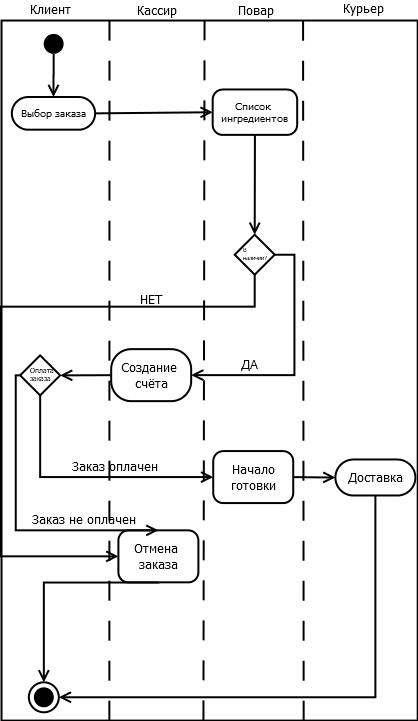 Клиент
Кассир
Повар
Курьер
Выбор заказа
Список
ингредиентов
В
наличии?
НЕТ
ДА
Оплата
заказа
Создание
счёта
Заказ оплачен
Начало
готовки
Доставка
Заказ не оплачен
Отмена
заказа